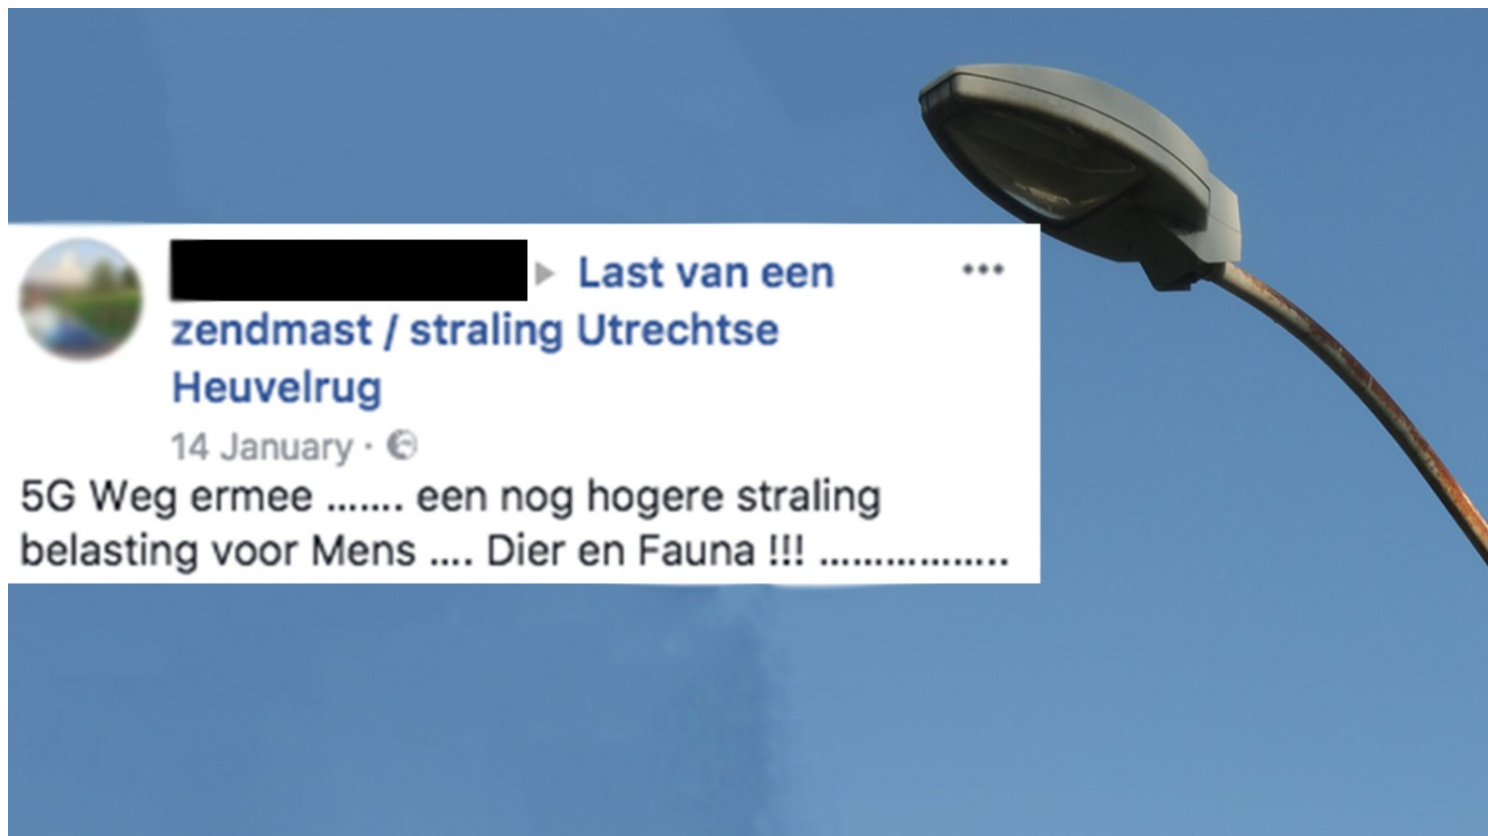 Last van een
zendmast / straling Utrechtse
Heuvelrug
14 January ·
5G Weg ermee ....... een nog hogere straling
belasting voor Mens .... Dier en Fauna !!! .................